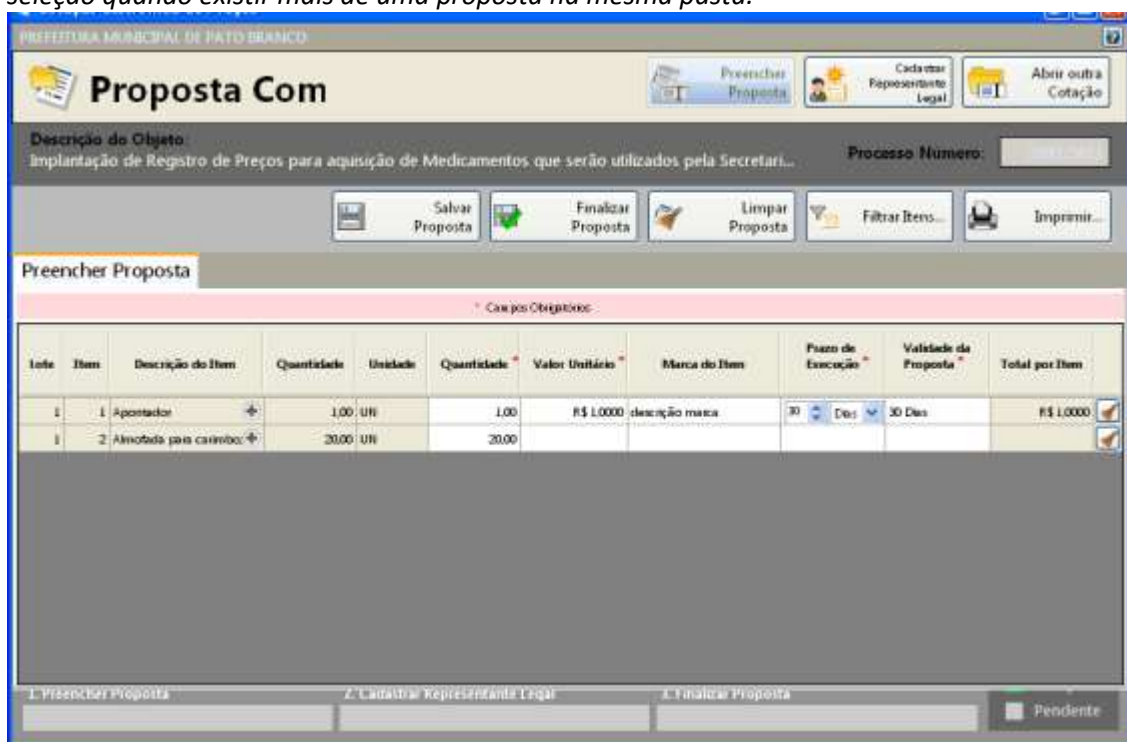 seleção quando existir mais de uma proposta na mesma pasta.
PREFEITURA MUNICIPAL DE PATO BRANCO
Proposta Com
Preencher Proposta
Cadastrar Representante Legal
Abrir outra Cotação
Descrição do Objeto:
Implantação de Registro de Preços para aquisição de Medicamentos que serão utilizados pela Secretari...
Processo Número:
Salvar Proposta
Finalizar Proposta
Limpar Proposta
Filtrar Itens...
Imprimir...
Preencher Proposta
* Campos Obrigatórios
Lote Item Descrição do Item Quantidade Unidade Quantidade * Valor Unitário * Marca do Item Prazo de Execução * Validade da Proposta * Total por Item
1 1 Apontador 1,00 UN 1,00 R$ 1,0000 descrição marca 30 Dias 30 Dias R$ 1,0000
1 2 Almofada para carimbo; 20,00 UN 20,00
1. Preencher Proposta 2. Cadastrar Representante Legal 3. Finalizar Proposta
Pendente